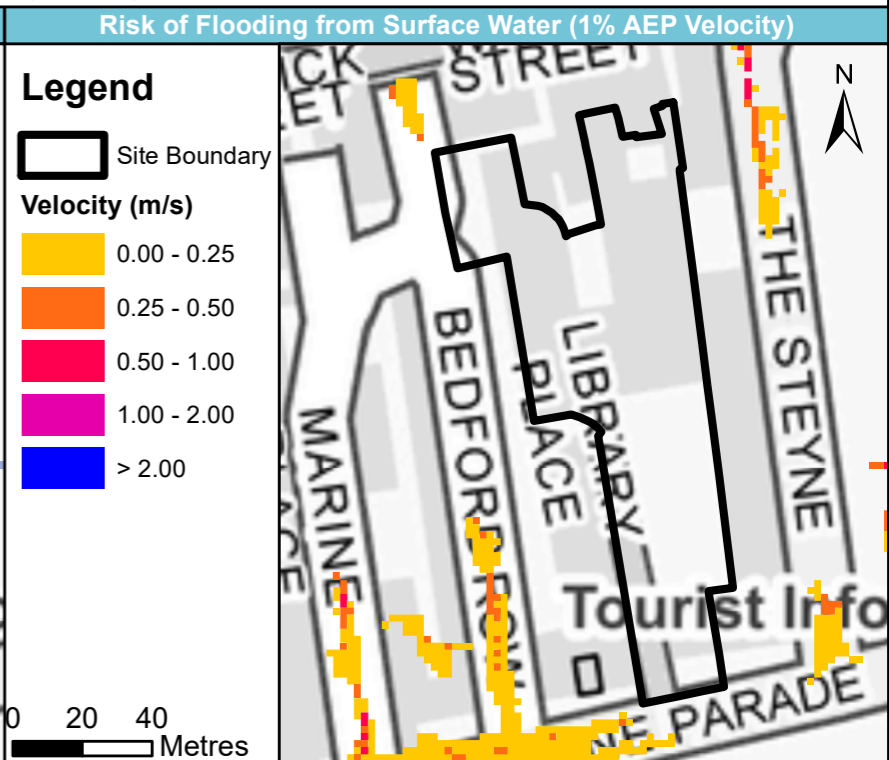 Risk of Flooding from Surface Water (1% AEP Velocity)
Legend
Site Boundary
Velocity (m/s)
0.00 - 0.25
0.25 - 0.50
0.50 - 1.00
1.00 - 2.00
> 2.00
0 20 40
Metres
N
STREET
THE STEYNE
BEDFORD ROW
LIBRARY
PLACE
MARINE
Tourist Info
PARADE